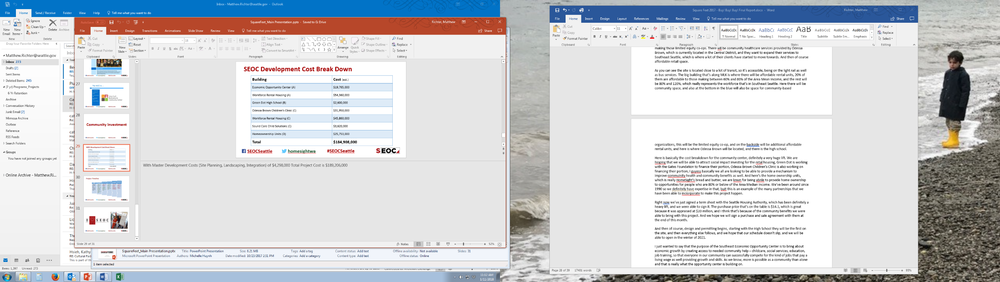 Inbox - Matthew.Richter@seattle.gov - Outlook
File Home Send / Receive Folder View Help Tell me what you want to do
New Email
New Items
Ignore
Clean Up
Junk
Delete
Archive
New
Delete
Drag Your Favorite Folders Here
Matthew.Richter@seattle.gov
Inbox 273
Drafts [2]
Sent Items
Deleted Items 245
(7 yr) Programs_Projects
6 Yr Retention
Archive
Conversation History
Junk Email [2]
Mimosa Archive
Outbox
Reference
RSS Feeds
Search Folders
Groups
You have not joined any groups yet
Online Archive - Matthew.Ri...
Hsieh, Kathy
RE: Cultural Fac
This is part of th
Items: 1,397 Unread: 273
AutoSave Off
SquareFeet_Main Presentation.pptx - Saved to G: Drive
Richter, Matthew
File Home Insert Design Transitions Animations Slide Show Review View Tell me what you want to do
Share
Paste
Cut
Copy
Format Painter
Clipboard
New Slide
Layout
Reset
Section
Slides
18
Font
Text Direction
Align Text
Convert to SmartArt
Paragraph
Arrange
Quick Styles
Shape Fill
Shape Outline
Shape Effects
Drawing
Find
Replace
Select
Editing
27
28
Community Investment
29
SEOC Development Cost Break Down
30
Project Timeline
31
I SEOC
SEOC Development Cost Break Down
Building Cost (est.)
Economic Opportunity Center (A) $19,765,000
Workforce Rental Housing (A) $54,360,000
Green Dot High School (B) $2,600,000
Odessa Brown Children's Clinic (C) $31,950,000
Workforce Rental Housing (C) $45,860,000
Sound Care Child Solutions (C) $3,620,000
Homeownership Units (D) $25,753,000
Total $184,908,000
SEOCSeattle homesightwa #SEOCSeattle SEOC
With Master Development Costs (Site Planning, Landscaping, Integration) of $4,298,000 Total Project Cost is $189,206,000
Slide 29 of 31
Notes
52%
SquareFeet_Main Presentation.pptx Title: PowerPoint Presentation Size: 6.21 MB Tags: Add a tag Content status: Add text Offline availability: Not available Slides: 31
Microsoft PowerPoint Presentation Authors: Michelle Huynh Date modified: 10/23/2017 2:51 PM Categories: Add a category Content type: Add text Offline status: Online
1 item selected
11:12 AM
1/11/2018
Square Feet 2017 - Buy! Buy! Buy! Final Report.docx - Word
Richter, Matthew
File Home Insert Design Layout References Mailings Review View Tell me what you want to do
Share
Paste
Cut
Copy
Format Painter
Clipboard
Calibri 11
Font
Paragraph
AaBbCcDc AaBbCcDc AaBbCc AaBbCcC AaB AaBbCcC AaBbCcDc AaBbCcDc
¶ Normal ¶ No Spac... Heading 1 Heading 2 Title Subtitle Subtle Em... Emphasis
Styles
Find
Replace
Select
Editing
making those limited equity co-ops. There wil be community healthcare services provided by Odessa
Brown, which is currently located in the Central District, and they want to expand their services to
Southeast Seattle, which is where a lot of their clients have started to move towards. And then of course
affordable retail space.
As you can see the site is located close to a lot of transit, so it's accessible, being on the light rail as well
as bus services. The big building that's along MLK is where there will be affordable rental units, 20% of
them are affordable to those making between 60% and 80% of the Area Mean Income, and the rest will
be 80% and 120%, which really represents the workforce that's in Southeast Seattle. Here there will be
community space, and also at the bottom in the blue will also be space for community-based
organizations, this will be the limited equity co-op, and on the backside will be additional affordable
rental units, and here is where Odessa Brown will be located, and there is the high school.
Here is basically the cost breakdown for the community center, definitely a very huge lift. We are
hioping that we will be able to attract social impact investing for the retal housing, Green Dot is working
with the Gates Foundation to finance their portion, Odessa Brown Children's Clinic is also working on
financing their portion, I guyess basically we all are looking to be able to provide a mechanism to
improve commuinity health and community benefits as well. And here's the home ownership units,
which is really HomeSight's bread and butter, we are knwn for being abnle to provide home ownership
to opportunities for people who are 80% or below of the Area Median Income. We've been around since
1990 so we definitely have expertise in that, buit this is an example of the many partnerships that we
have been able to inciorporate to make this project happen.
Right now we've just signed a term sheet with the Seattle Housing Authority, which has been definitely a
heavy lift, and we were able to sign it. The purchase price that's on the table is $14.1, which is great
because it was appraised at $20 million, and i think that's because of the community benefits we were
able to bring with this project. And we hope we will sign a purchase and sale agreement with them at
the end of this month.
And then of course, design and permitting begins, starting with the High School they will be the first on
the site, and then everything else follows, and we hope that our schedule doesn't slip, and we will be
able to open in the winter of 2021.
I just wanted to say that the purpose of the Southeast Economic Opportunity Center is to bring about
economic growth by creating access to needed community help – childcare, social services, education,
job training, so that everyone in our community can successfully compete for the kind of jobs that pay a
living wage as well providing growth and skills. As we know, more is possible as a community than alone
and that is really what the opportunity center is building on.
Page 28 of 39 17401 words
95%